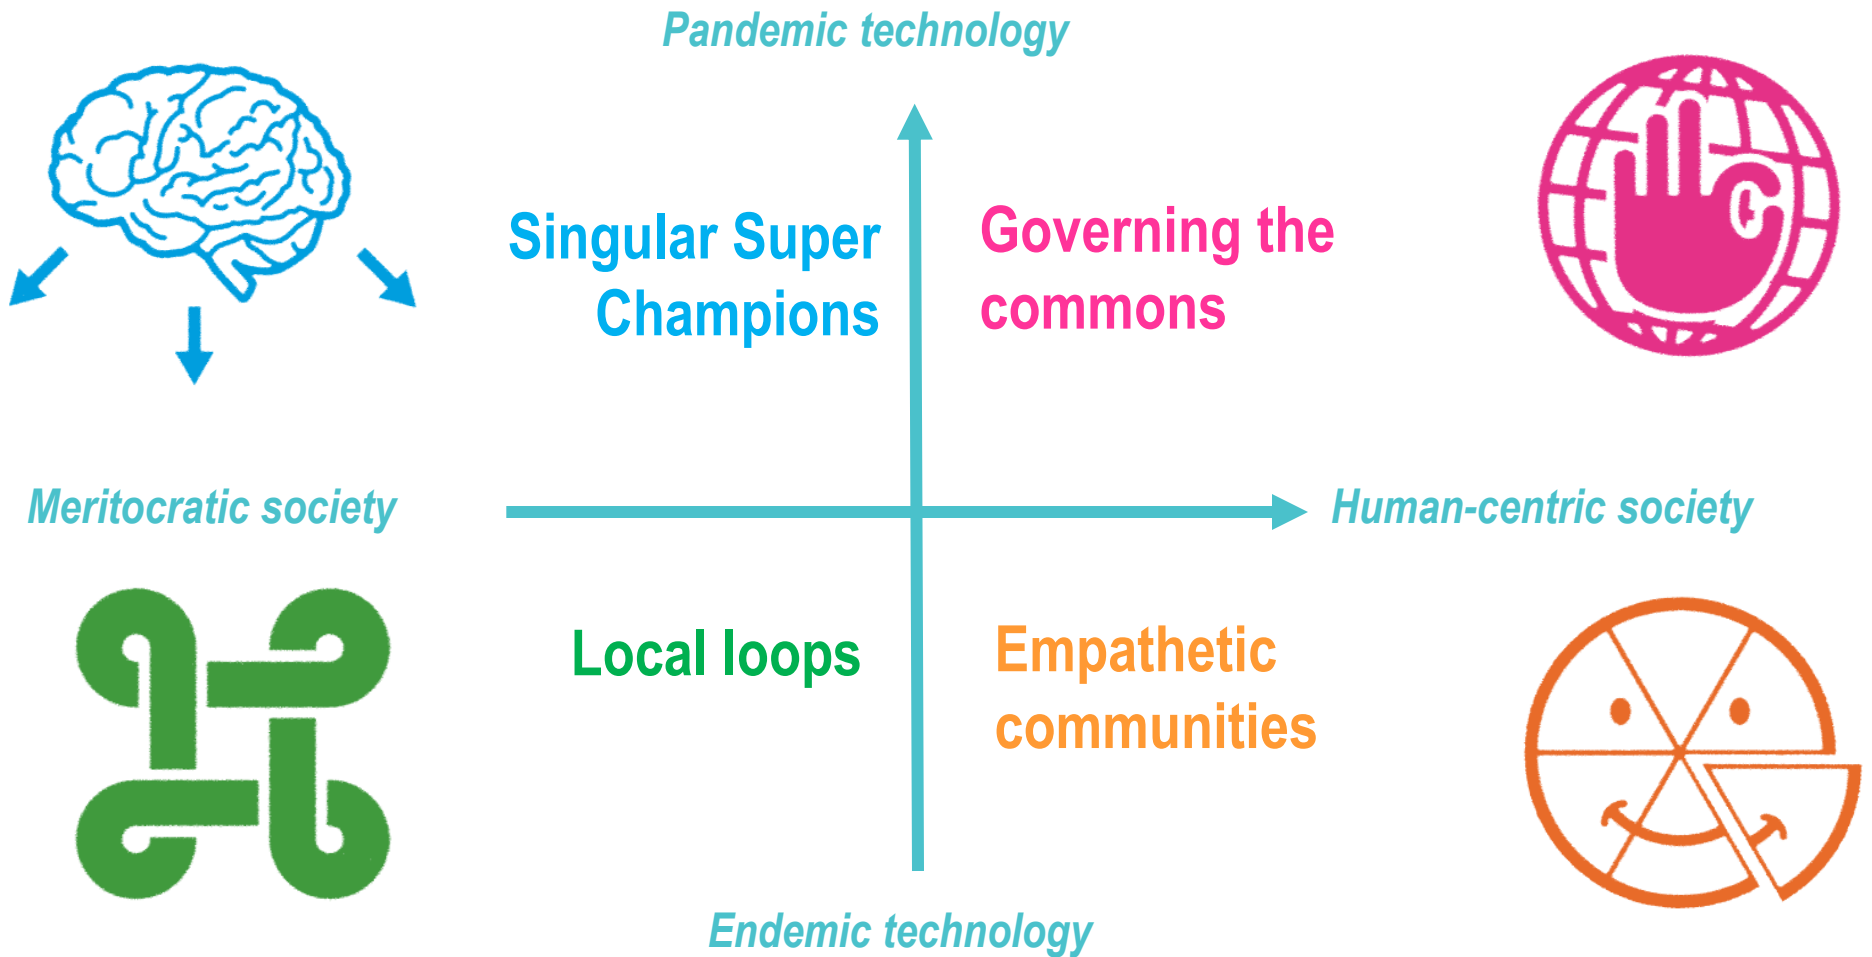 Pandemic technology
Singular Super
Champions
Governing the
commons
Meritocratic society
Human-centric society
Local loops
Empathetic
communities
Endemic technology